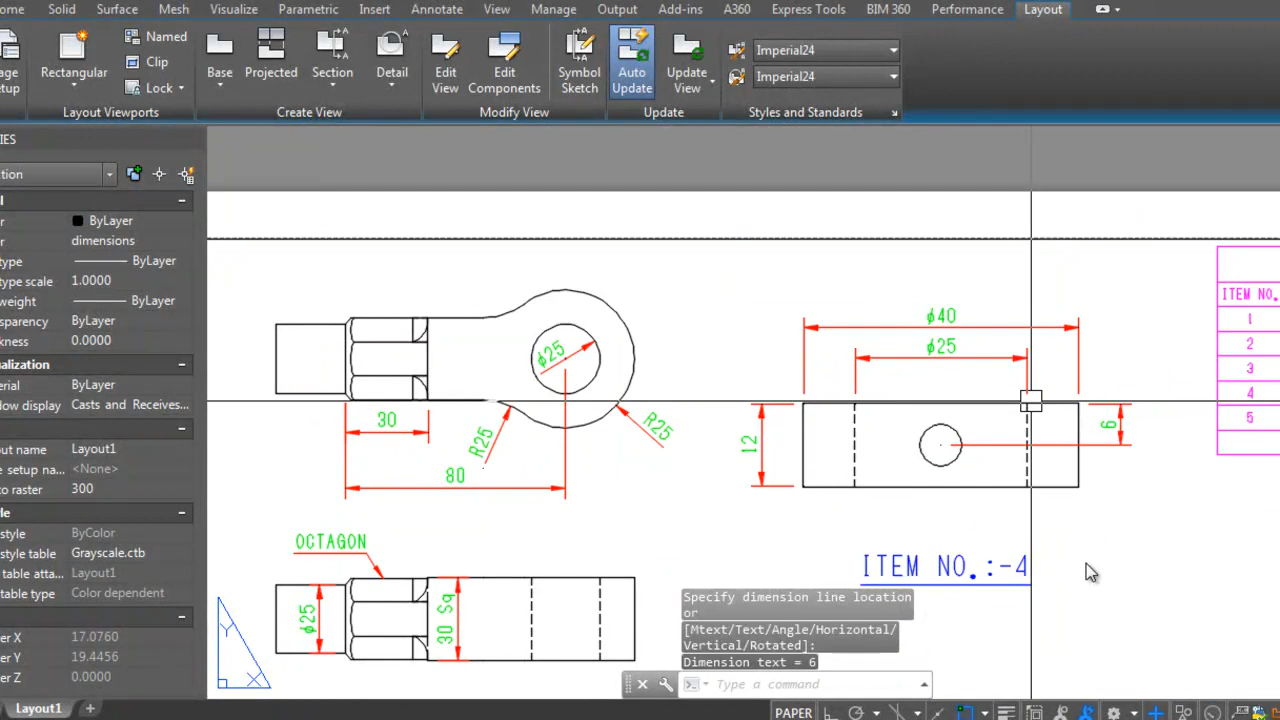 ome Solid Surface Mesh Visualize Parametric Insert Annotate View Manage Output Add-ins A360 Express Tools BIM 360 Performance Layout
age
etup
Rectangular
Named
Clip
Lock
Layout Viewports
Base
Projected
Section
Detail
Create View
Edit
View
Edit
Components
Modify View
Symbol
Sketch
Auto
Update
Update
View
Update
Imperial24
Imperial24
Styles and Standards
IES
tion
l
r ByLayer
r dimensions
type ByLayer
type scale 1.0000
weight ByLayer
sparency ByLayer
kness 0.0000
ualization
erial ByLayer
dow display Casts and Receives...
yout name Layout1
e setup na... <None>
to raster 300
le
style ByColor
style table Grayscale.ctb
table atta... Layout1
table type Color dependent
er X 17.0760
er Y 19.4456
er Z 0.0000
ϕ25
30
R25
R25
80
OCTAGON
ϕ25
30 Sq
Y
X
ϕ40
ϕ25
12
6
ITEM NO.:-4
ITEM NO.
1
2
3
4
5
Specify dimension line location
or
[Mtext/Text/Angle/Horizontal/
Vertical/Rotated]:
Dimension text = 6
Type a command
Layout1
PAPER